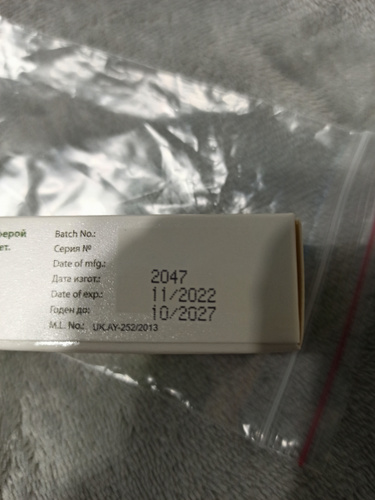 ерой
ет.
Batch No.:
Серия №
Date of mfg.:
Дата изгот.:
Date of exp.:
Годен до:
M.L. No.: UK.AY-252/2013
2047
11/2022
10/2027